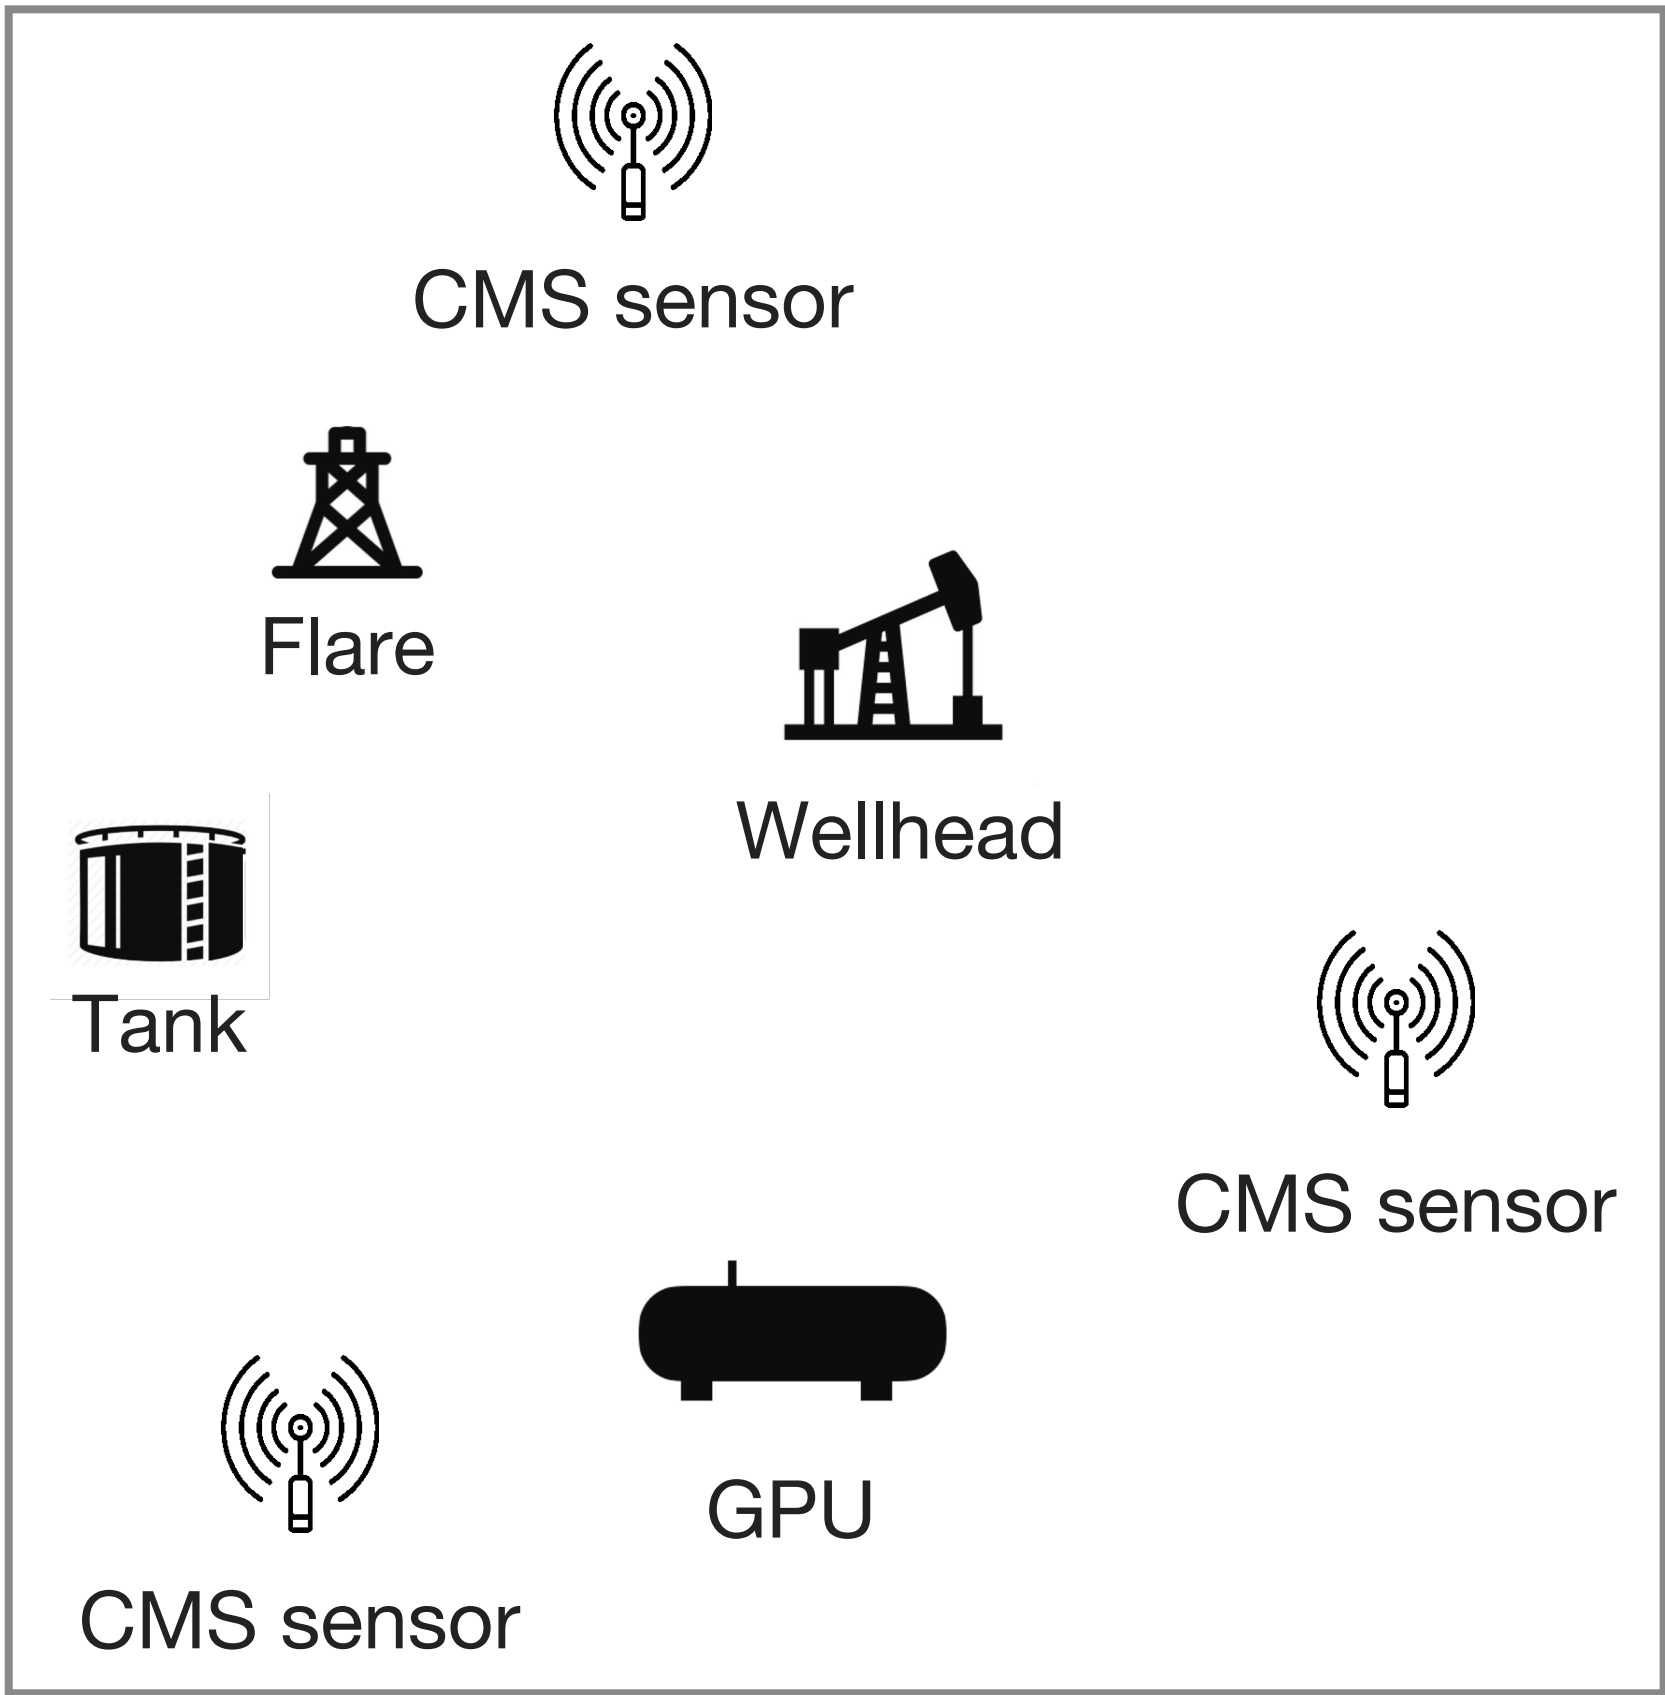 CMS sensor
Flare
Wellhead
Tank
CMS sensor
GPU
CMS sensor